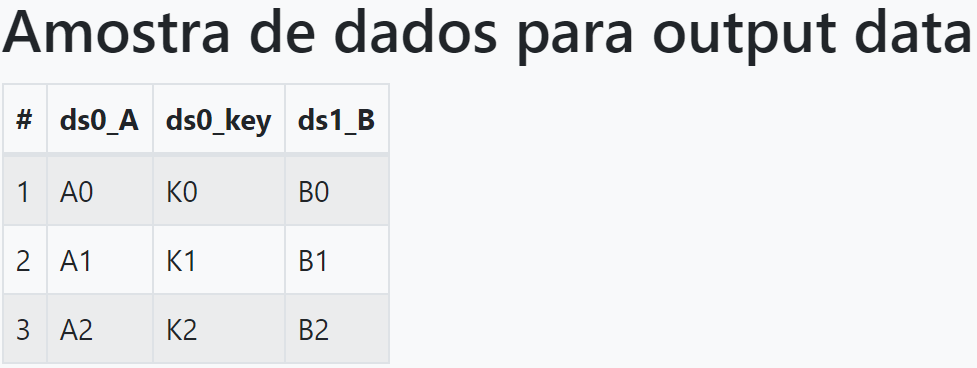 Amostra de dados para output data
# ds0_A ds0_key ds1_B
1 A0 K0 B0
2 A1 K1 B1
3 A2 K2 B2